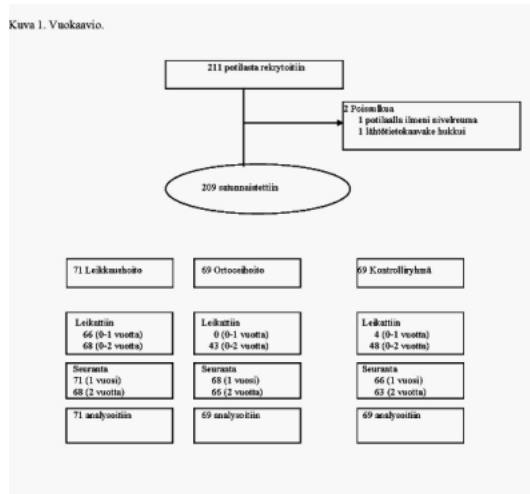 Kuva 1. Vuokaavio.
211 potilasta rekrytoitiin
2 Poissulkua
1 potilaalla ilmeni nivelreuma
1 lähtötietokaavake hukkui
209 satunnaistettiin
71 Leikkaushoito
69 Ortoosihoito
69 Kontrolliryhmä
Leikattiin
66 (0-1 vuotta)
68 (0-2 vuotta)
Leikattiin
0 (0-1 vuotta)
43 (0-2 vuotta)
Leikattiin
4 (0-1 vuotta)
48 (0-2 vuotta)
Seuranta
71 (1 vuosi)
68 (2 vuotta)
Seuranta
68 (1 vuosi)
66 (2 vuotta)
Seuranta
66 (1 vuosi)
63 (2 vuotta)
71 analysoitiin
69 analysoitiin
69 analysoitiin